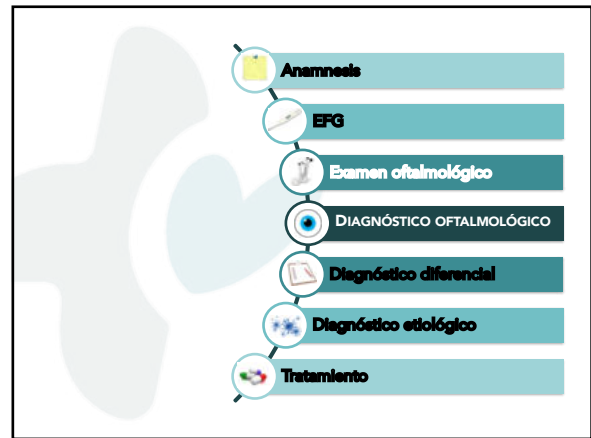 Anamnesis
EFG
Examen oftalmológico
DIAGNÓSTICO OFTALMOLÓGICO
Diagnóstico diferencial
Diagnóstico etiológico
Tratamiento